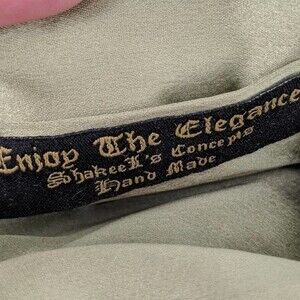 Enjoy The Elegance
Shakeel's Concepts
Hand Made